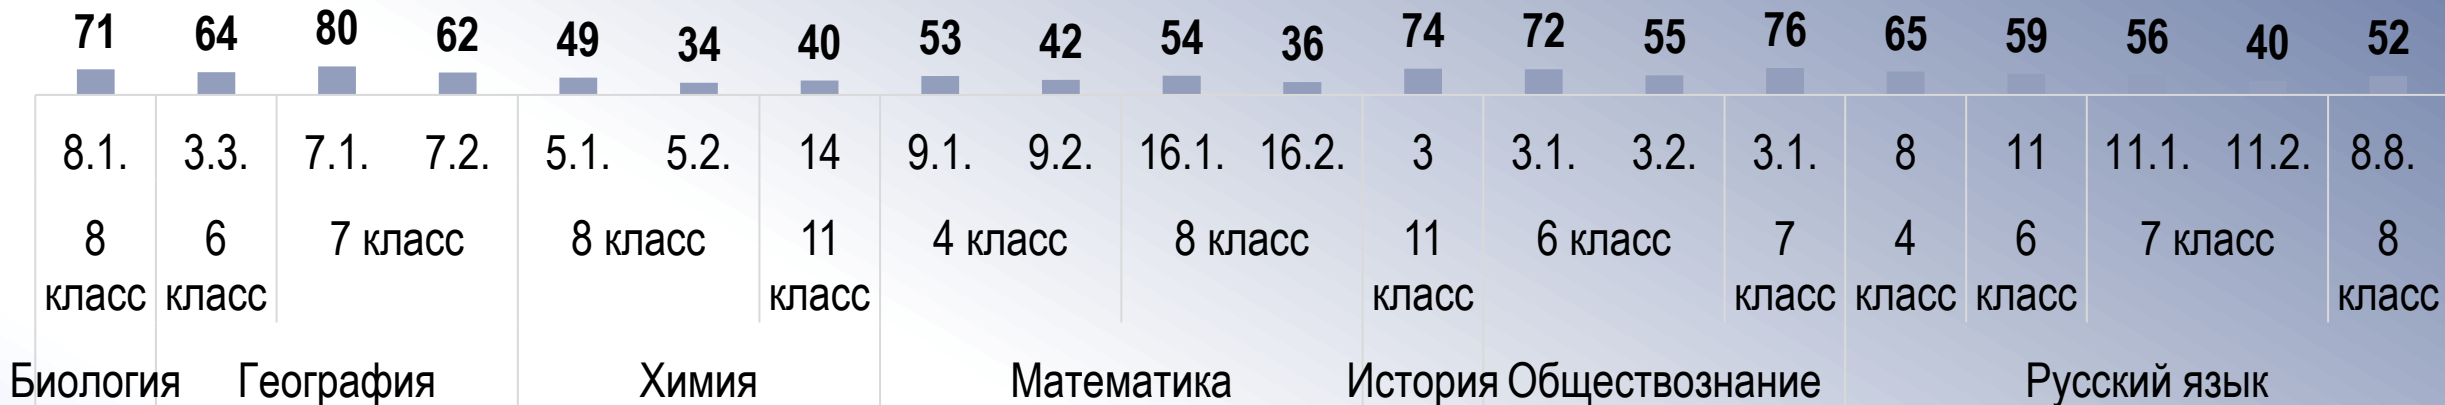 71 64 80 62 49 34 40 53 42 54 36 74 72 55 76 65 59 56 40 52
8.1. 3.3. 7.1. 7.2. 5.1. 5.2. 14 9.1. 9.2. 16.1. 16.2. 3 3.1. 3.2. 3.1. 8 11 11.1. 11.2. 8.8.
8 6 7 класс 8 класс 11 4 класс 8 класс 11 6 класс 7 4 6 7 класс 8
класс класс класс класс класс класс класс класс
Биология География Химия Математика История Обществознание Русский язык